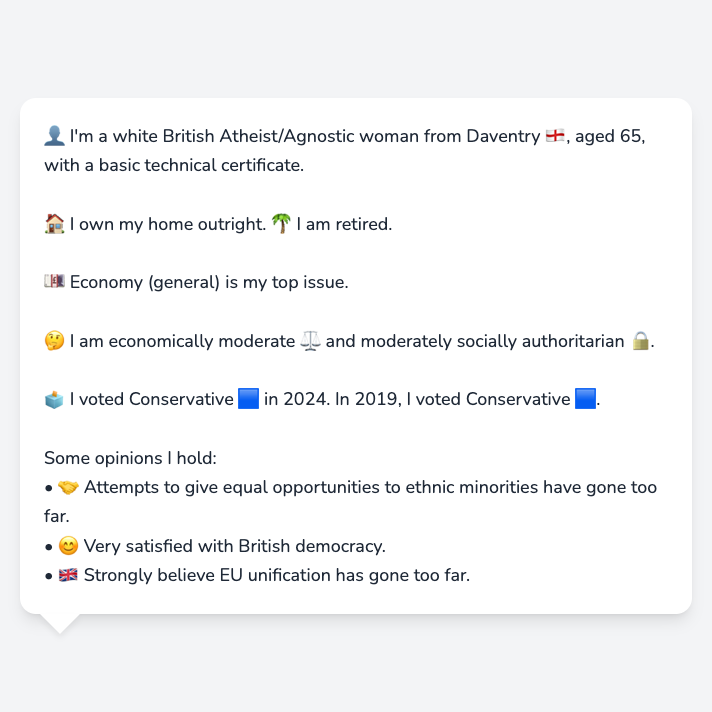 👤 I'm a white British Atheist/Agnostic woman from Daventry 🏴󠁧󠁢󠁥󠁮󠁧󠁿, aged 65,
with a basic technical certificate.
🏠 I own my home outright. 🌴 I am retired.
💷 Economy (general) is my top issue.
🤔 I am economically moderate ⚖️ and moderately socially authoritarian 🔒.
🗳️ I voted Conservative 🟦 in 2024. In 2019, I voted Conservative 🟦.
Some opinions I hold:
• 🤝 Attempts to give equal opportunities to ethnic minorities have gone too
far.
• 😊 Very satisfied with British democracy.
• 🇬🇧 Strongly believe EU unification has gone too far.